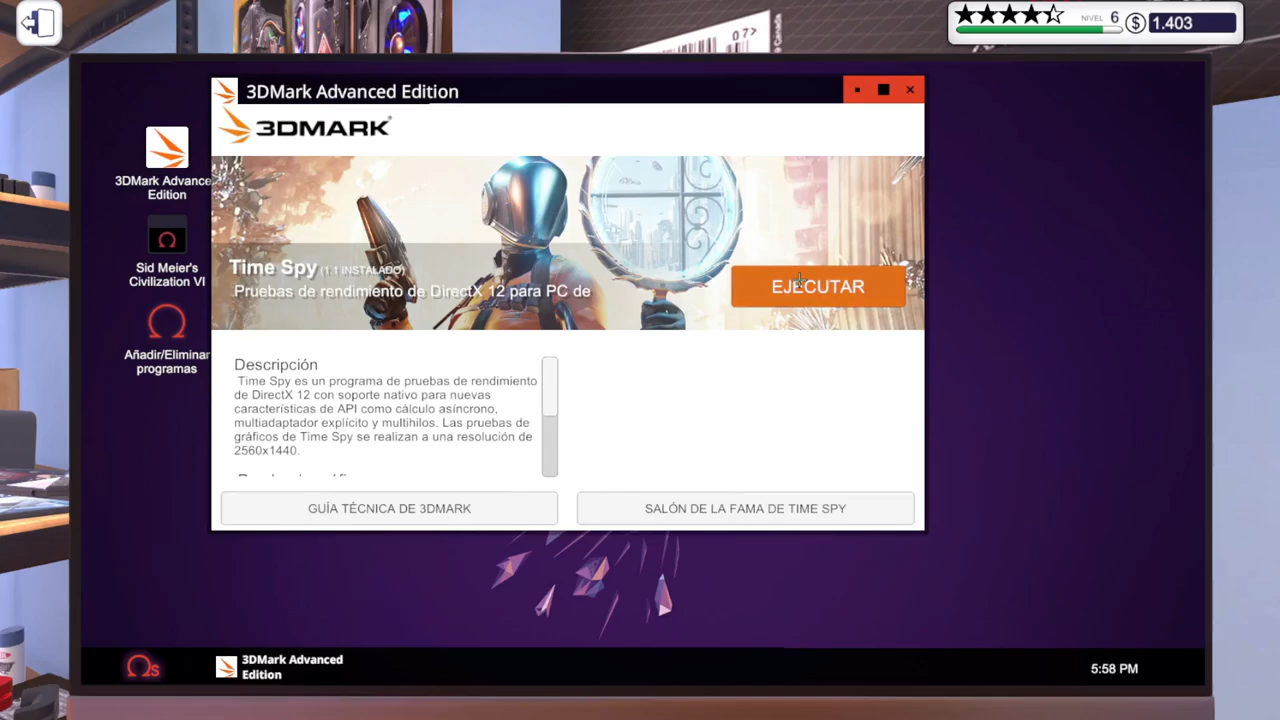 07>
Canada
NIVEL 6
$ 1.403
3DMark Advanced Edition
3DMARK
3DMark Advance
Edition
Sid Meier's
Civilization VI
Añadir/Eliminar
programas
Time Spy (1.1 INSTALADO)
Pruebas de rendimiento de DirectX 12 para PC de
EJECUTAR
Descripción
Time Spy es un programa de pruebas de rendimiento
de DirectX 12 con soporte nativo para nuevas
características de API como cálculo asíncrono,
multiadaptador explícito y multihilos. Las pruebas de
gráficos de Time Spy se realizan a una resolución de
2560x1440.
GUÍA TÉCNICA DE 3DMARK
SALÓN DE LA FAMA DE TIME SPY
Ωs
3DMark Advanced
Edition
5:58 PM